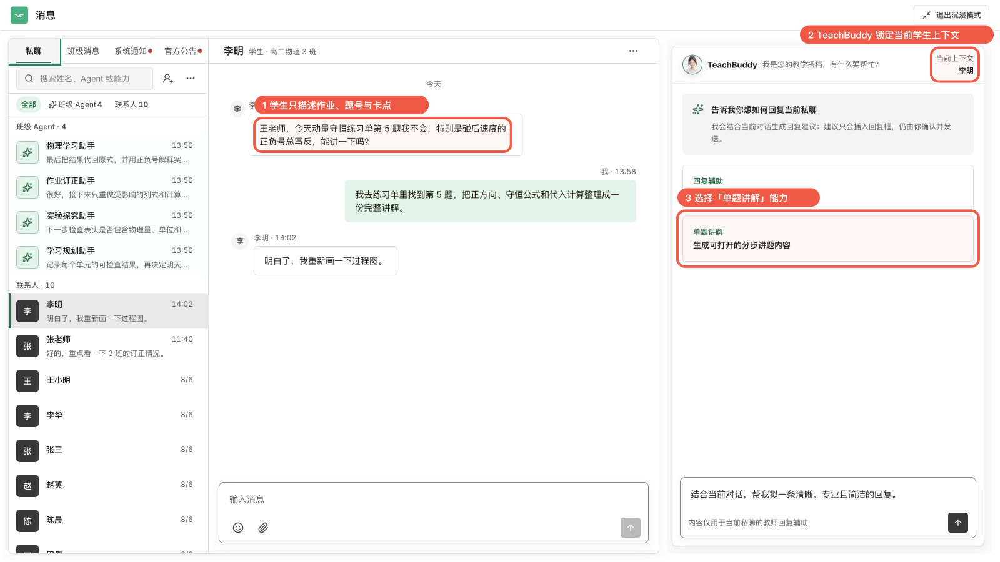 消息
退出沉浸模式
2 TeachBuddy 锁定当前学生上下文
私聊
班级消息
系统通知
官方公告
搜索姓名、Agent 或能力
全部
班级 Agent 4
联系人 10
班级 Agent · 4
物理学习助手
13:50
最后把结果代回原式，并用正负号解释实...
作业订正助手
13:50
很好，接下来只重做受影响的列式和计算...
实验探究助手
13:50
下一步检查表头是否包含物理量、单位和...
学习规划助手
13:50
记录每个单元的可检查结果，再决定明天...
联系人 · 10
李
李明
14:02
明白了，我重新画一下过程图。
张
张老师
11:40
好的，重点看一下 3 班的订正情况。
王
王小明
8/6
李
李华
8/6
张
张三
8/6
赵
赵英
8/6
陈
陈晨
8/6
李明
学生 · 高二物理 3 班
今天
李
1 学生只描述作业、题号与卡点
王老师，今天动量守恒练习单第 5 题我不会，特别是碰后速度的
正负号总写反，能讲一下吗？
我 · 13:58
我去练习单里找到第 5 题，把正方向、守恒公式和代入计算整理成一
份完整讲解。
李
李明 · 14:02
明白了，我重新画一下过程图。
输入消息
TeachBuddy
我是您的教学搭档，有什么要帮忙？
当前上下文
李明
告诉我你想如何回复当前私聊
我会结合当前对话生成回复建议；建议只会插入回复框，仍由你确认并发
送。
回复辅助
3 选择「单题讲解」能力
单题讲解
生成可打开的分步讲题内容
结合当前对话，帮我拟一条清晰、专业且简洁的回复。
内容仅用于当前私聊的教师回复辅助